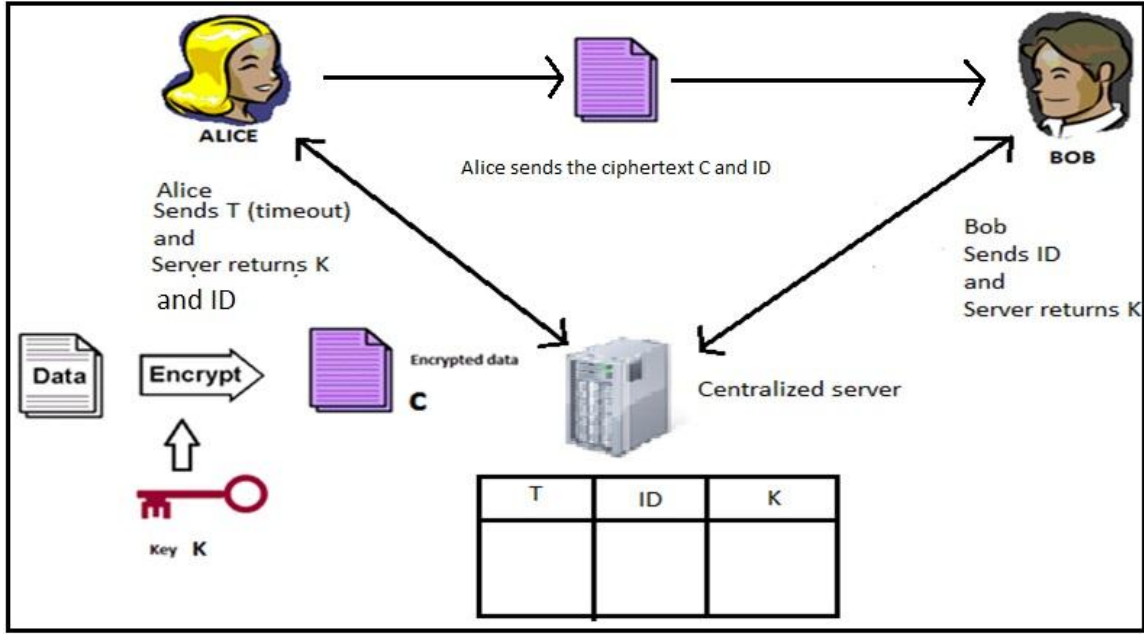 ALICE
BOB
Alice sends the ciphertext C and ID
Alice
Sends T (timeout)
and
Server returns K
and ID
Bob
Sends ID
and
Server returns K
Data
Encrypt
Encrypted data
C
Centralized server
Key K
T ID K